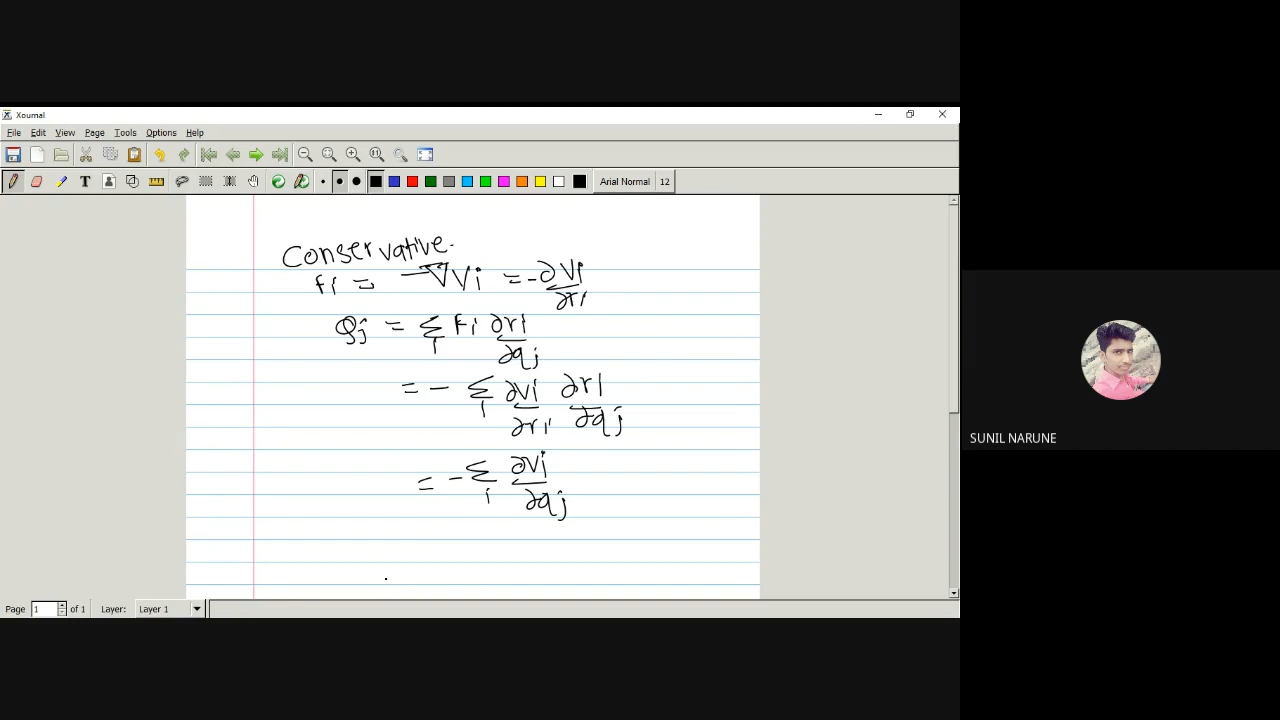 Xournal
File Edit View Page Tools Options Help
Arial Normal 12
Conservative.
Fi = -∇Vi = -∂Vi/∂ri
Qj = Σi Fi ∂ri/∂qj
= - Σi ∂Vi/∂ri ∂ri/∂qj
= - Σi ∂Vi/∂qj
SUNIL NARUNE
Page 1 of 1 Layer: Layer 1